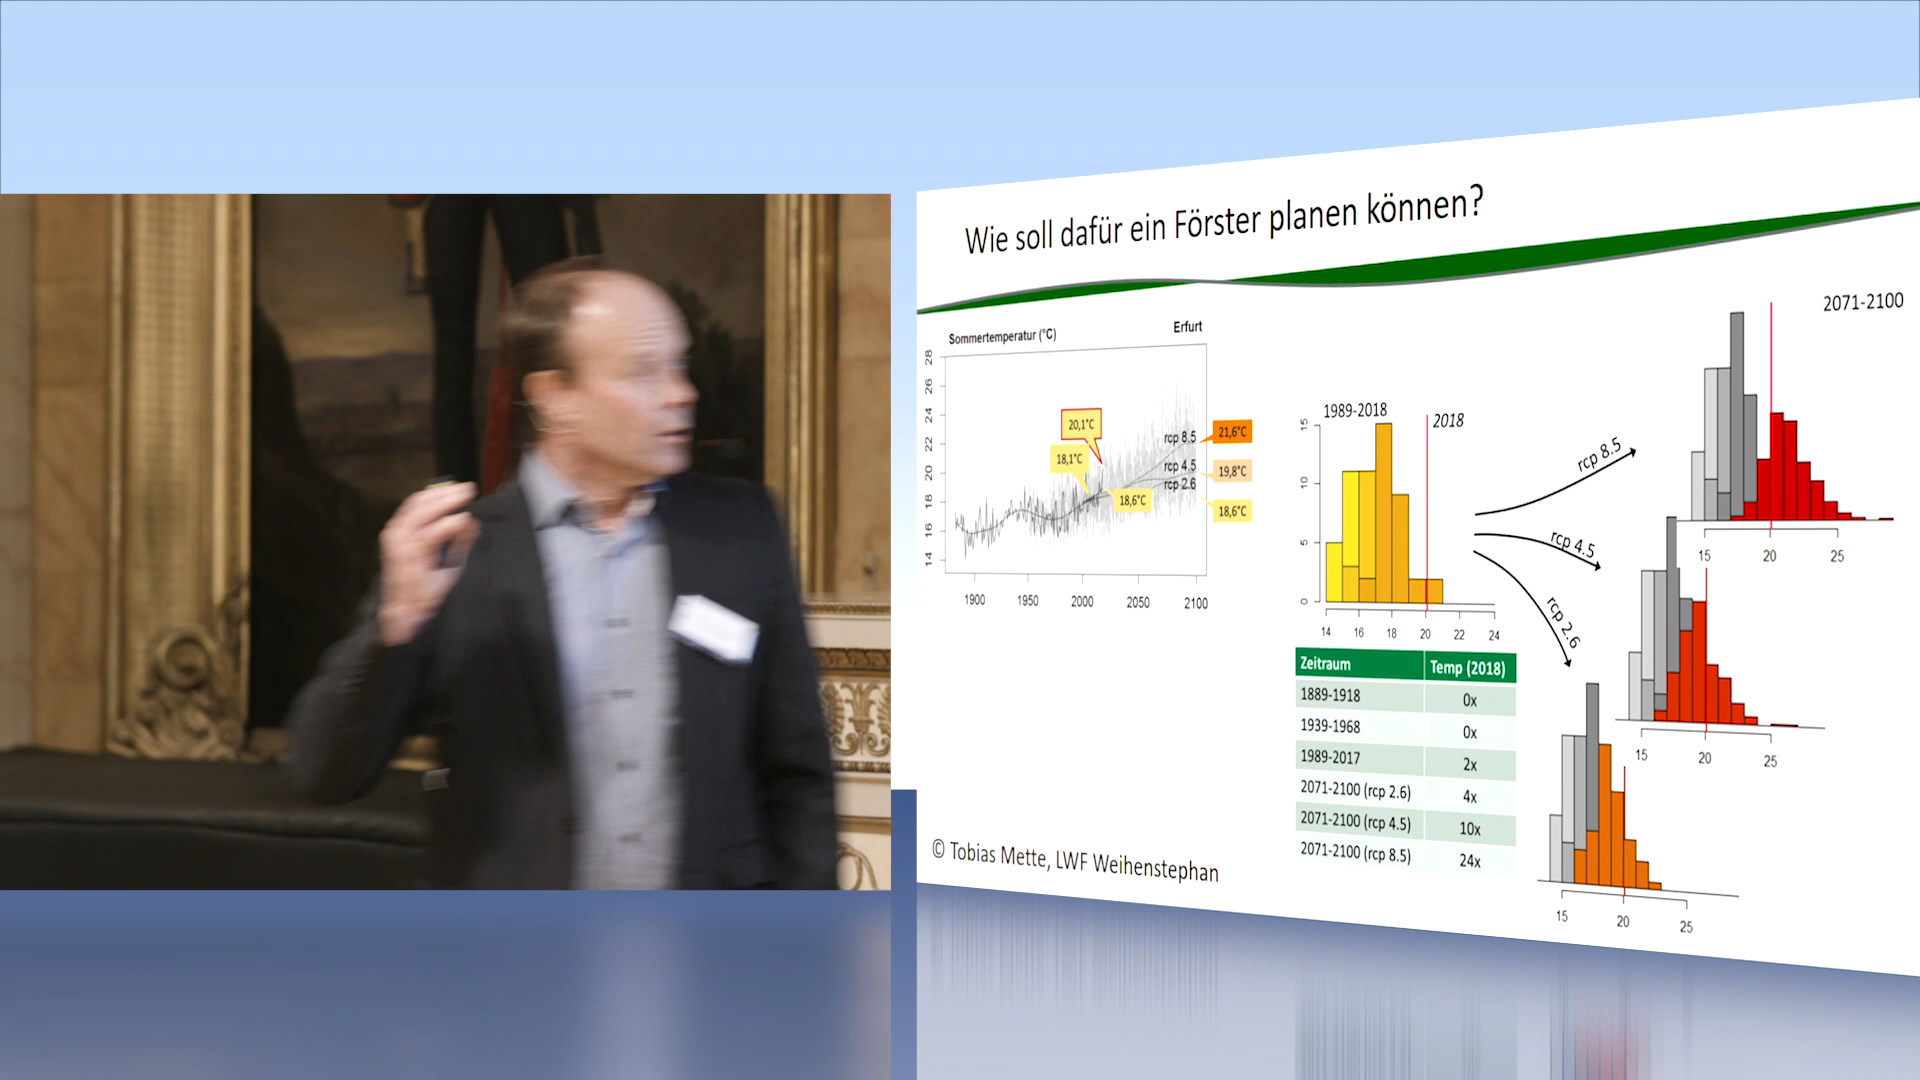 Wie soll dafür ein Förster planen können?
Sommertemperatur (°C)
Erfurt
28
26
24
22
20
18
16
14
20,1°C
18,1°C
18,6°C
rcp 8.5
rcp 4.5
rcp 2.6
21,6°C
19,8°C
18,6°C
1900
1950
2000
2050
2100
1989-2018
2018
15
10
5
0
14
16
18
20
22
24
rcp 8.5
rcp 4.5
rcp 2.6
2071-2100
15
20
25
15
20
25
15
20
25
Zeitraum Temp (2018)
1889-1918 0x
1939-1968 0x
1989-2017 2x
2071-2100 (rcp 2.6) 4x
2071-2100 (rcp 4.5) 10x
2071-2100 (rcp 8.5) 24x
© Tobias Mette, LWF Weihenstephan